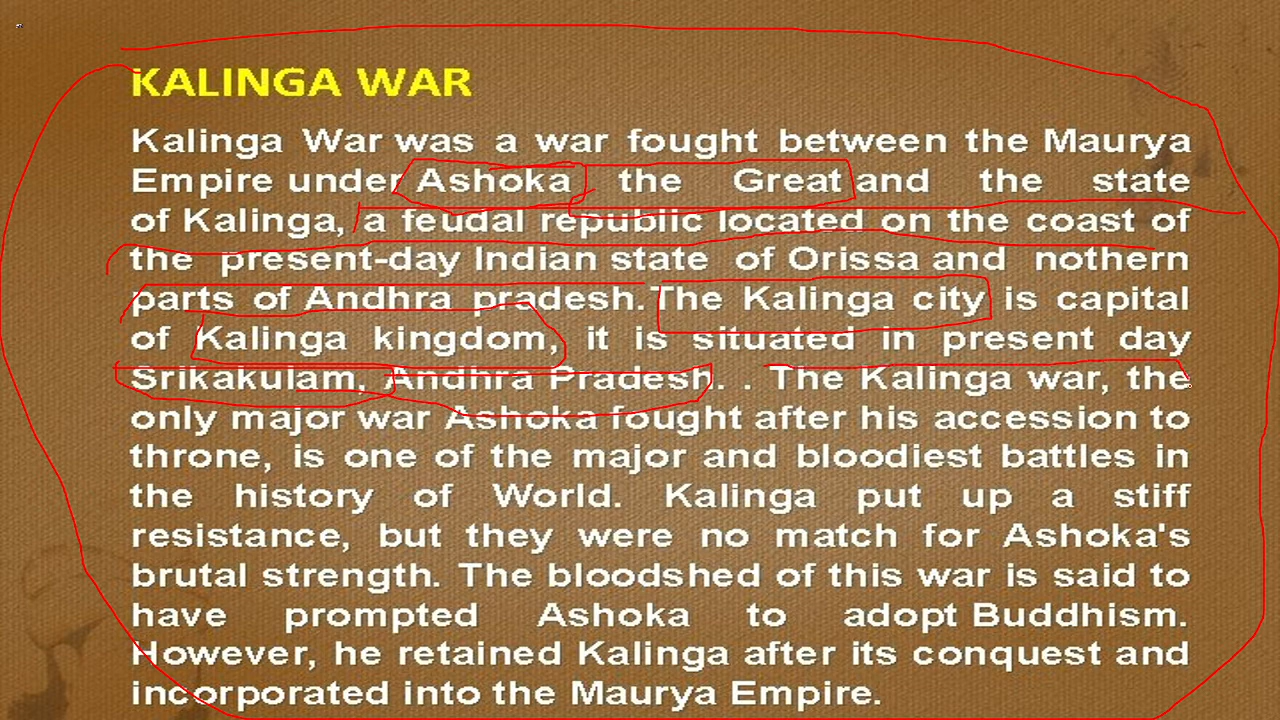 KALINGA WAR
Kalinga War was a war fought between the Maurya
Empire under Ashoka the Great and the state
of Kalinga, a feudal republic located on the coast of
the present-day Indian state of Orissa and nothern
parts of Andhra pradesh. The Kalinga city is capital
of Kalinga kingdom, it is situated in present day
Srikakulam, Andhra Pradesh. . The Kalinga war, the
only major war Ashoka fought after his accession to
throne, is one of the major and bloodiest battles in
the history of World. Kalinga put up a stiff
resistance, but they were no match for Ashoka's
brutal strength. The bloodshed of this war is said to
have prompted Ashoka to adopt Buddhism.
However, he retained Kalinga after its conquest and
incorporated into the Maurya Empire.